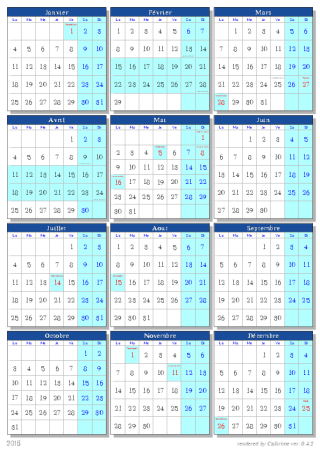 Janvier
Lu Ma Me Je Ve Sa Di
1 2 3
4 5 6 7 8 9 10
11 12 13 14 15 16 17
18 19 20 21 22 23 24
25 26 27 28 29 30 31
Février
Lu Ma Me Je Ve Sa Di
1 2 3 4 5 6 7
8 9 10 11 12 13 14
15 16 17 18 19 20 21
22 23 24 25 26 27 28
29
Mars
Lu Ma Me Je Ve Sa Di
1 2 3 4 5 6
7 8 9 10 11 12 13
14 15 16 17 18 19 20
21 22 23 24 25 26 27
28 29 30 31
Avril
Lu Ma Me Je Ve Sa Di
1 2 3
4 5 6 7 8 9 10
11 12 13 14 15 16 17
18 19 20 21 22 23 24
25 26 27 28 29 30
Mai
Lu Ma Me Je Ve Sa Di
1
2 3 4 5 6 7 8
9 10 11 12 13 14 15
16 17 18 19 20 21 22
23 24 25 26 27 28 29
30 31
Juin
Lu Ma Me Je Ve Sa Di
1 2 3 4 5
6 7 8 9 10 11 12
13 14 15 16 17 18 19
20 21 22 23 24 25 26
27 28 29 30
Juillet
Lu Ma Me Je Ve Sa Di
1 2 3
4 5 6 7 8 9 10
11 12 13 14 15 16 17
18 19 20 21 22 23 24
25 26 27 28 29 30 31
Août
Lu Ma Me Je Ve Sa Di
1 2 3 4 5 6 7
8 9 10 11 12 13 14
15 16 17 18 19 20 21
22 23 24 25 26 27 28
29 30 31
Septembre
Lu Ma Me Je Ve Sa Di
1 2 3 4
5 6 7 8 9 10 11
12 13 14 15 16 17 18
19 20 21 22 23 24 25
26 27 28 29 30
Octobre
Lu Ma Me Je Ve Sa Di
1 2
3 4 5 6 7 8 9
10 11 12 13 14 15 16
17 18 19 20 21 22 23
24 25 26 27 28 29 30
31
Novembre
Lu Ma Me Je Ve Sa Di
1 2 3 4 5 6
7 8 9 10 11 12 13
14 15 16 17 18 19 20
21 22 23 24 25 26 27
28 29 30
Décembre
Lu Ma Me Je Ve Sa Di
1 2 3 4
5 6 7 8 9 10 11
12 13 14 15 16 17 18
19 20 21 22 23 24 25
26 27 28 29 30 31
2016
rendered by Callirhoe ver. 0.4.2